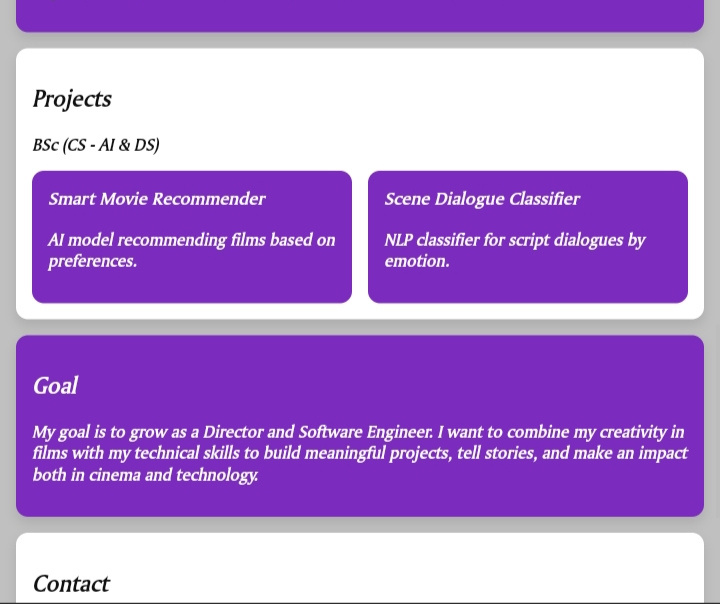 Projects
BSc (CS - AI & DS)
Smart Movie Recommender
AI model recommending films based on
preferences.
Scene Dialogue Classifier
NLP classifier for script dialogues by
emotion.
Goal
My goal is to grow as a Director and Software Engineer. I want to combine my creativity in
films with my technical skills to build meaningful projects, tell stories, and make an impact
both in cinema and technology.
Contact